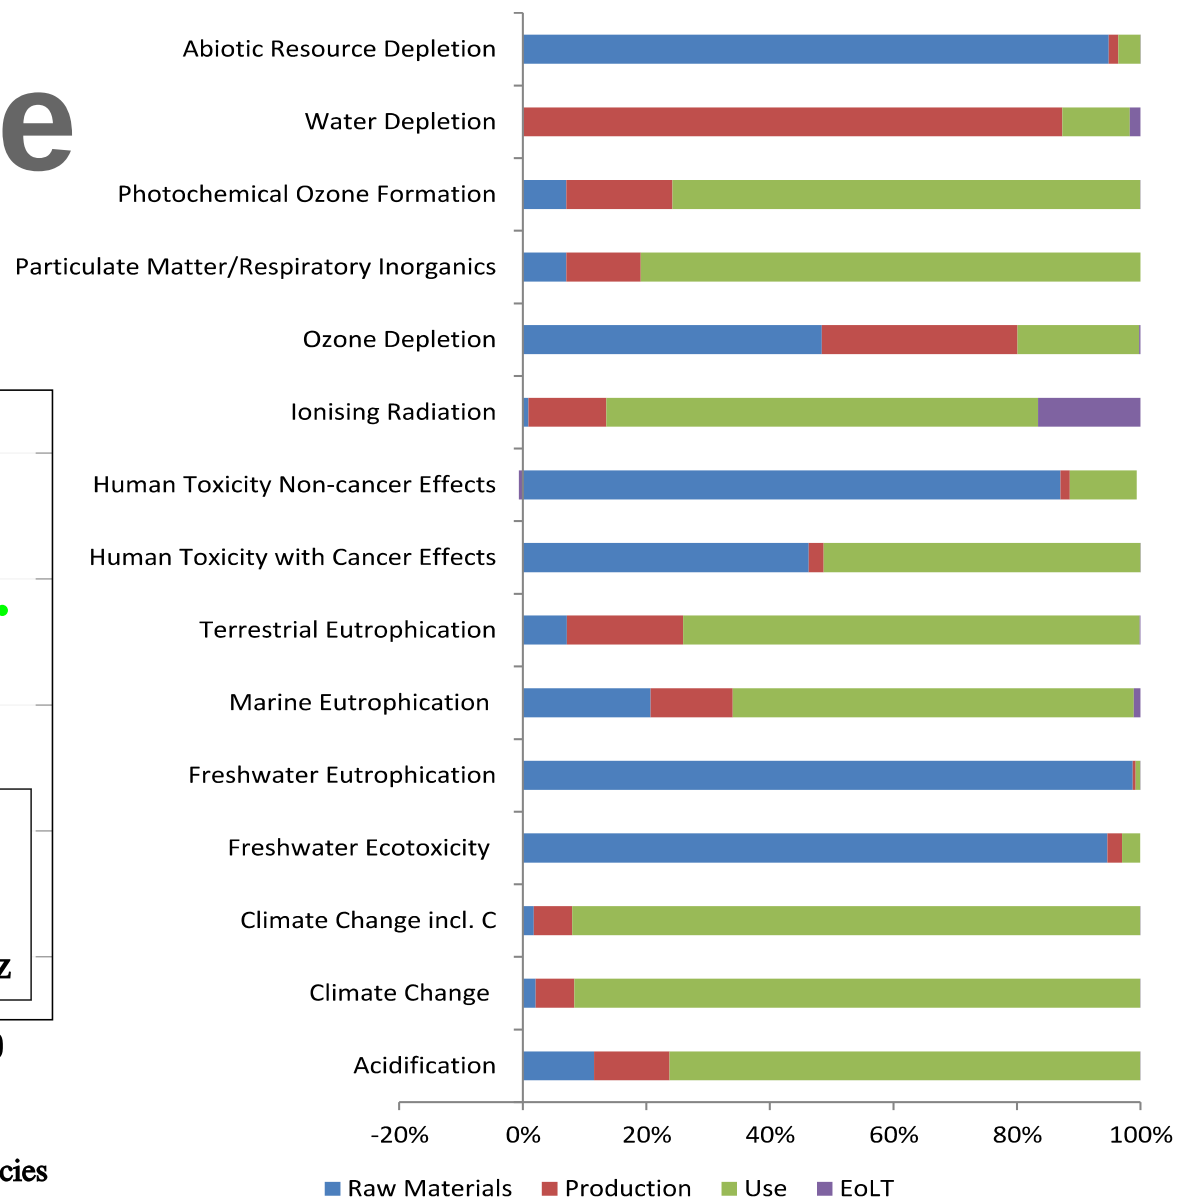 Abiotic Resource Depletion
e
Water Depletion
Photochemical Ozone Formation
Particulate Matter/Respiratory Inorganics
Ozone Depletion
Ionising Radiation
Human Toxicity Non-cancer Effects
Human Toxicity with Cancer Effects
Terrestrial Eutrophication
Marine Eutrophication
Freshwater Eutrophication
Freshwater Ecotoxicity
Climate Change incl. C
z
Climate Change
Acidification
-20% 0% 20% 40% 60% 80% 100%
cies
Raw Materials Production Use EoLT